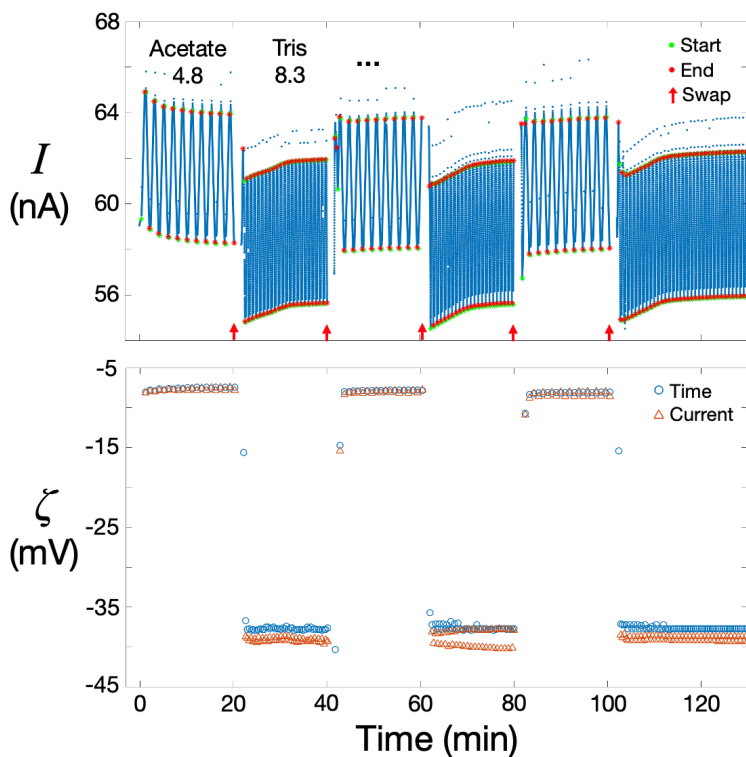 68
64
60
56
I
(nA)
Acetate
4.8
Tris
8.3
...
Start
End
Swap
-5
-15
-25
-35
-45
ζ
(mV)
Time
Current
0
20
40
60
80
100
120
Time (min)